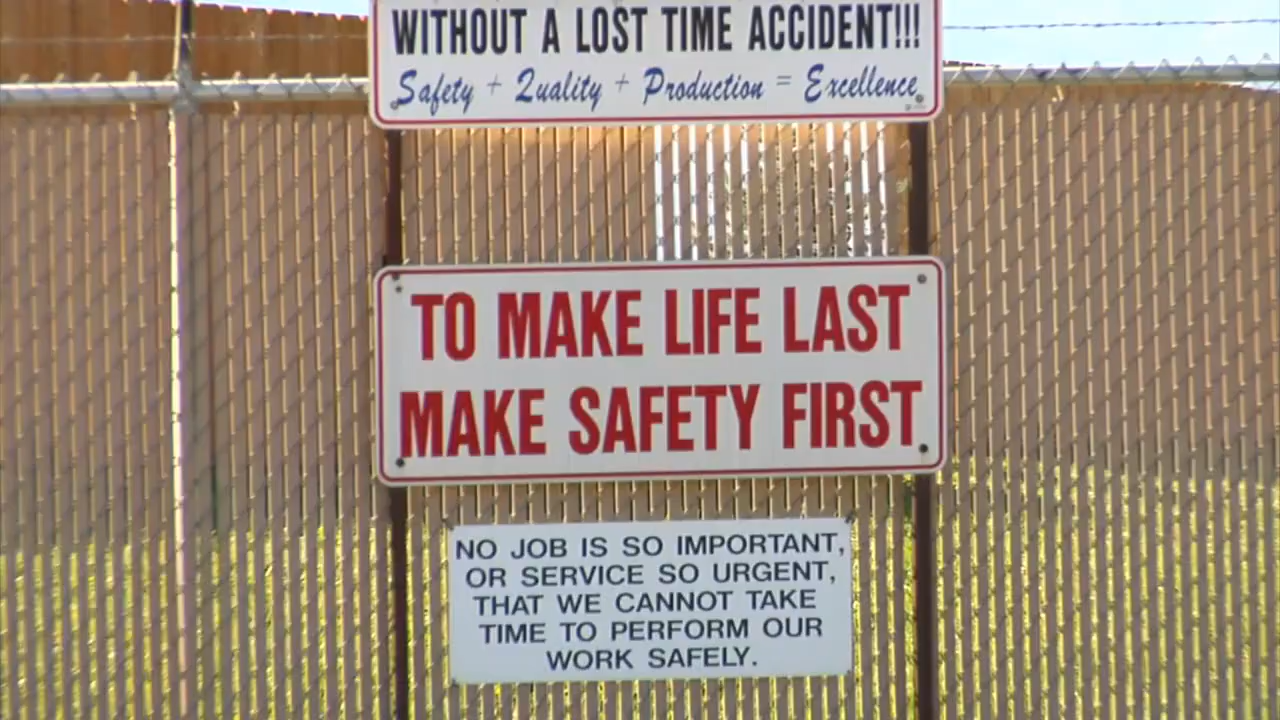 WITHOUT A LOST TIME ACCIDENT!!!
Safety + Quality + Production = Excellence
TO MAKE LIFE LAST
MAKE SAFETY FIRST
NO JOB IS SO IMPORTANT,
OR SERVICE SO URGENT,
THAT WE CANNOT TAKE
TIME TO PERFORM OUR
WORK SAFELY.